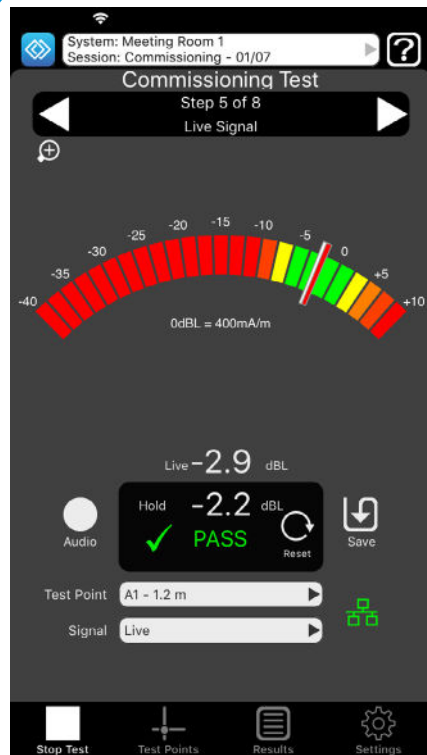 System: Meeting Room 1
Session: Commissioning - 01/07
?
Commissioning Test
Step 5 of 8
Live Signal
-40
-35
-30
-25
-20
-15
-10
-5
0
+5
+10
0dBL = 400mA/m
Live -2.9 dBL
Hold -2.2 dBL
PASS
Reset
Audio
Save
Test Point A1 - 1.2 m
Signal Live
Stop Test Test Points Results Settings